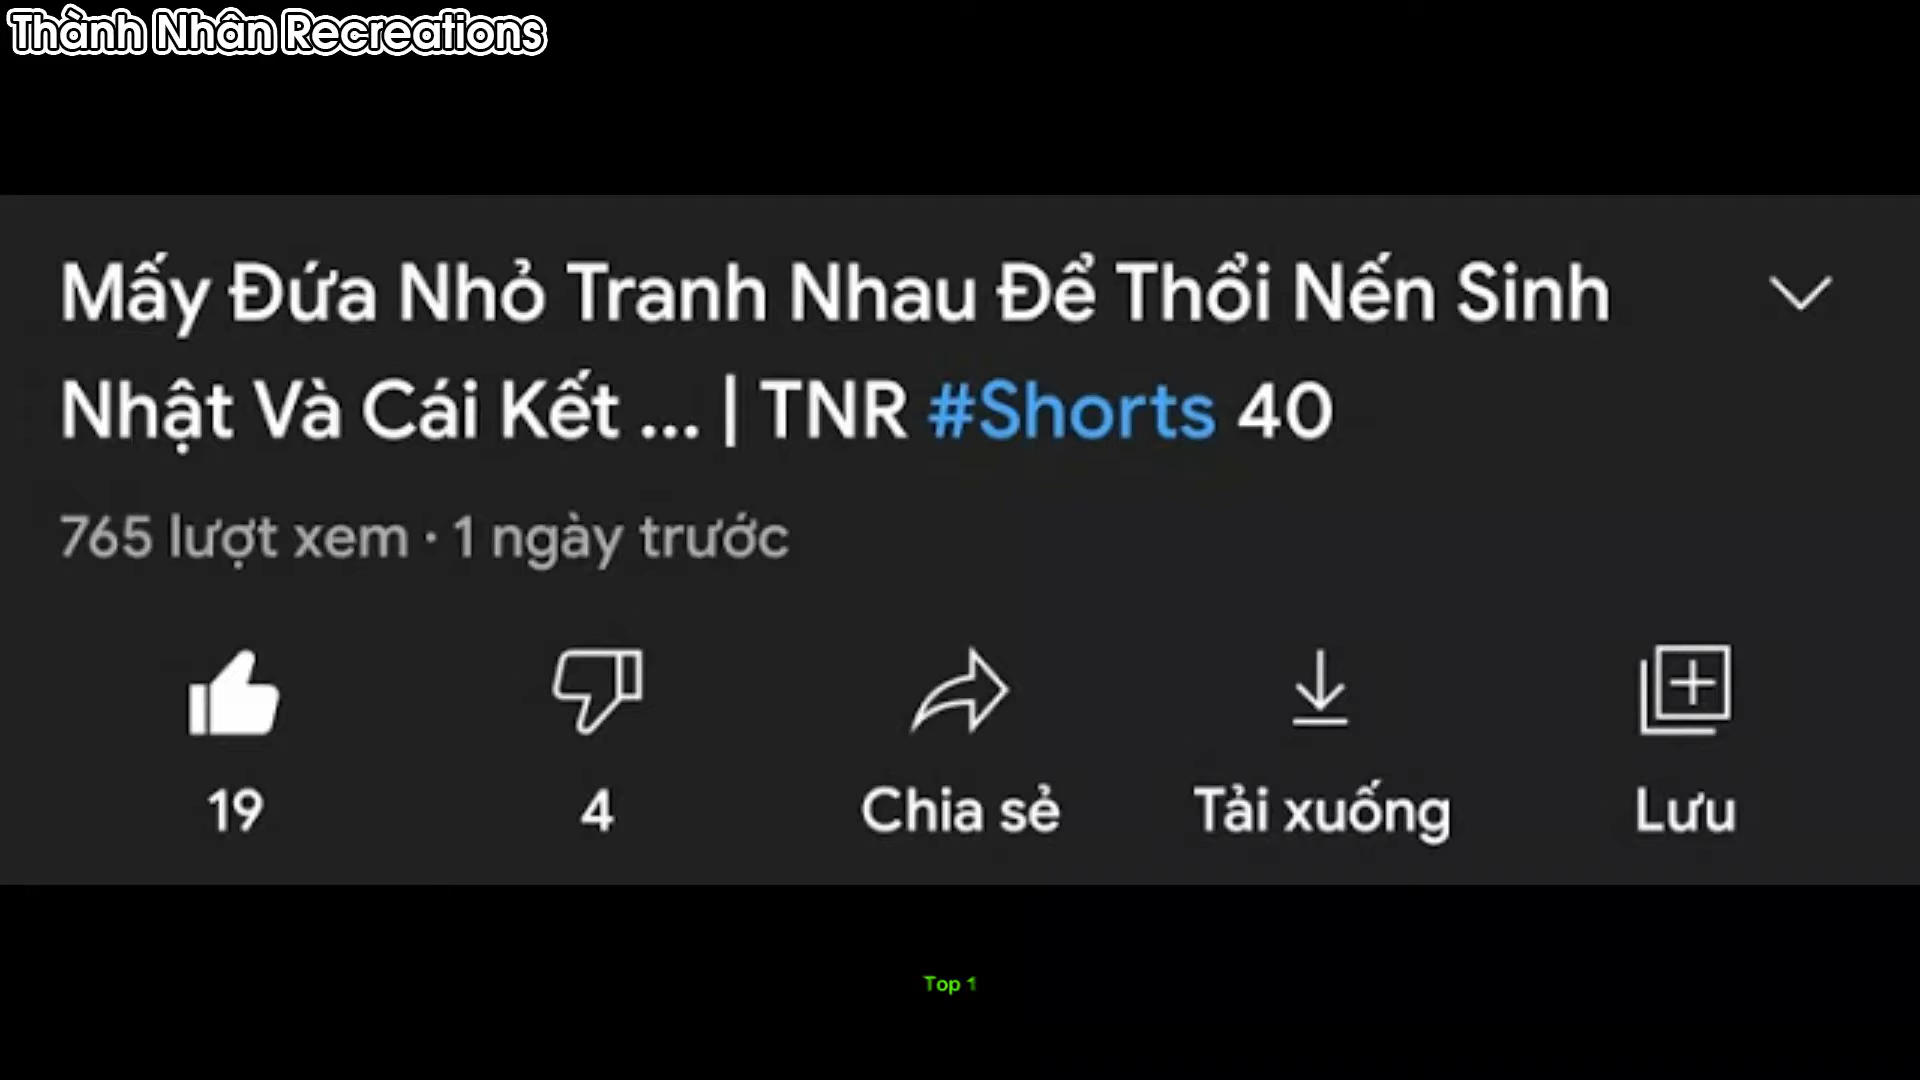 Thành Nhân Recreations
Mấy Đứa Nhỏ Tranh Nhau Để Thổi Nến Sinh
Nhật Và Cái Kết ... | TNR #Shorts 40
765 lượt xem · 1 ngày trước
19
4
Chia sẻ
Tải xuống
Lưu
Top 1